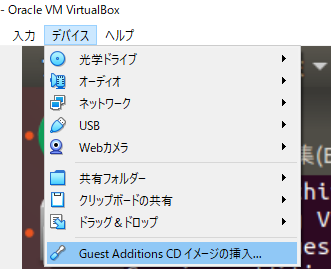 - Oracle VM VirtualBox
入力 デバイス ヘルプ
光学ドライブ
オーディオ
ネットワーク
USB
Webカメラ
共有フォルダー
クリップボードの共有
ドラッグ＆ドロップ
Guest Additions CD イメージの挿入...